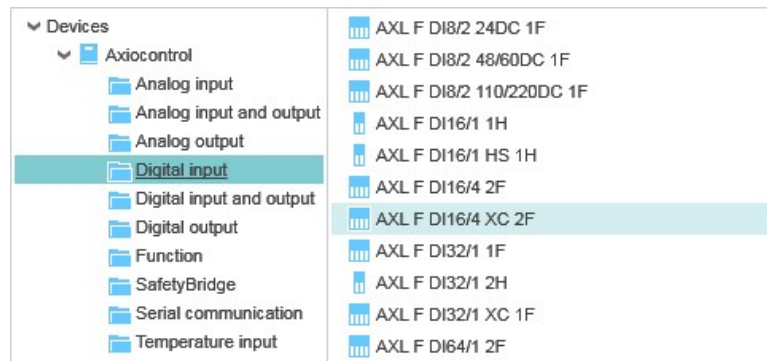 Devices
Axiocontrol
Analog input
Analog input and output
Analog output
Digital input
Digital input and output
Digital output
Function
SafetyBridge
Serial communication
Temperature input
AXL F DI8/2 24DC 1F
AXL F DI8/2 48/60DC 1F
AXL F DI8/2 110/220DC 1F
AXL F DI16/1 1H
AXL F DI16/1 HS 1H
AXL F DI16/4 2F
AXL F DI16/4 XC 2F
AXL F DI32/1 1F
AXL F DI32/1 2H
AXL F DI32/1 XC 1F
AXL F DI64/1 2F